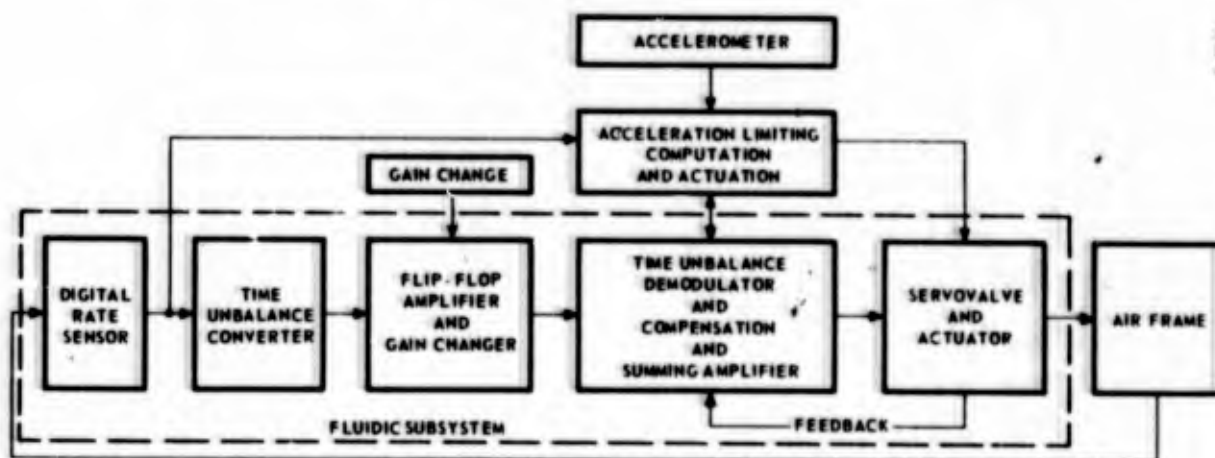 ACCELEROMETER
ACCELERATION LIMITING
COMPUTATION
AND ACTUATION
GAIN CHANGE
DIGITAL
RATE
SENSOR
TIME
UNBALANCE
CONVERTER
FLIP-FLOP
AMPLIFIER
AND
GAIN CHANGER
TIME UNBALANCE
DEMODULATOR
AND
COMPENSATION
AND
SUMMING AMPLIFIER
SERVOVALVE
AND
ACTUATOR
AIR FRAME
FLUIDIC SUBSYSTEM
FEEDBACK